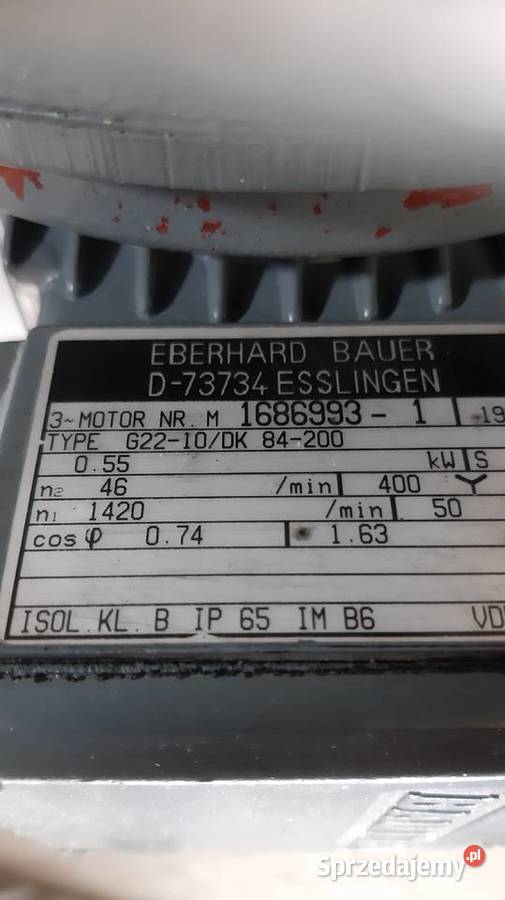 EBERHARD BAUER
D-73734 ESSLINGEN
3~MOTOR NR. M 1686993 - 1 19
TYPE G22-10/DK 84-200
0.55 kW S
n₂ 46 /min 400 Y
n₁ 1420 /min 50
cos φ 0.74 1.63
ISOL. KL. B IP 65 IM B6 VD
Sprzedajemy.pl